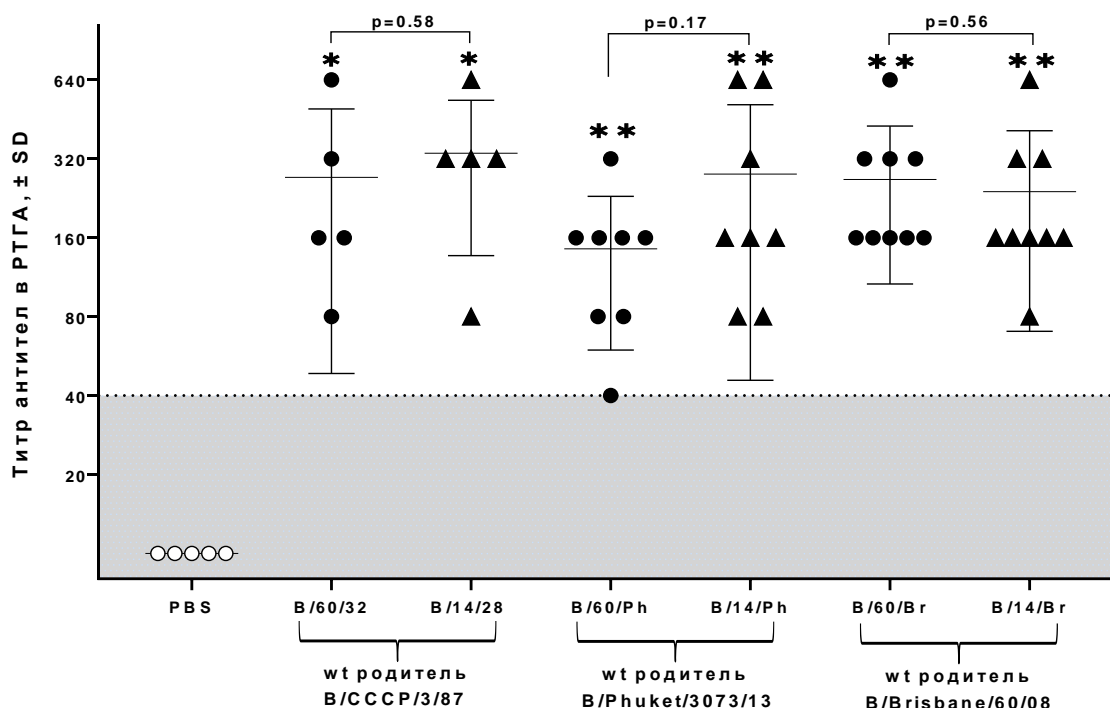 p=0.58
p=0.17
p=0.56
* * ** ** ** **
Титр антител в РТГА, ± SD
640
320
160
80
40
20
PBS B/60/32 B/14/28 B/60/Ph B/14/Ph B/60/Br B/14/Br
wt родитель
В/СССР/3/87
wt родитель
B/Phuket/3073/13
wt родитель
B/Brisbane/60/08